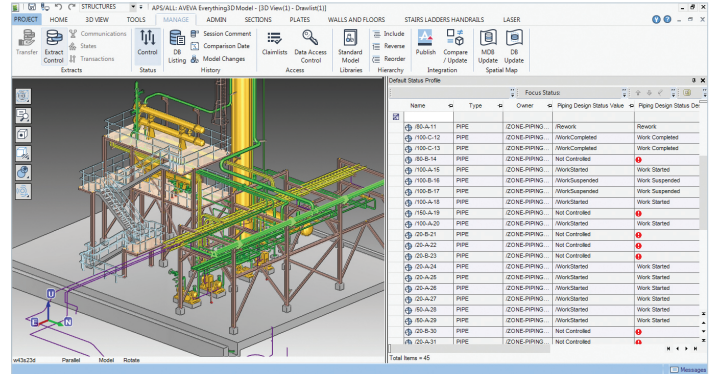 STRUCTURES
APS/ALL: AVEVA Everything3D Model - [3D View(1) - Drawlist(1)]
PROJECT HOME 3D VIEW TOOLS MANAGE ADMIN SECTIONS PLATES WALLS AND FLOORS STAIRS LADDERS HANDRAILS LASER
Transfer
Extract Control
Communications
States
Transactions
Extracts
Control
Status
DB Listing
Session Comment
Comparison Date
Model Changes
History
Claimlists
Data Access Control
Access
Standard Model
Libraries
Include
Reverse
Reorder
Hierarchy
Publish
Compare / Update
Integration
MDB Update
DB Update
Spatial Map
Default Status Profile
Focus Status:
Name Type Owner Piping Design Status Value Piping Design Status De
/80-A-11 PIPE /ZONE-PIPING... /Rework Rework
/100-C-12 PIPE /ZONE-PIPING... /WorkCompleted Work Completed
/100-C-13 PIPE /ZONE-PIPING... /WorkCompleted Work Completed
/80-B-14 PIPE /ZONE-PIPING... Not Controlled
/100-A-15 PIPE /ZONE-PIPING... /WorkStarted Work Started
/100-B-16 PIPE /ZONE-PIPING... /WorkSuspended Work Suspended
/100-B-17 PIPE /ZONE-PIPING... /WorkSuspended Work Suspended
/100-A-18 PIPE /ZONE-PIPING... /WorkStarted Work Started
/150-A-19 PIPE /ZONE-PIPING... Not Controlled
/100-A-20 PIPE /ZONE-PIPING... /WorkStarted Work Started
/20-B-21 PIPE /ZONE-PIPING... Not Controlled
/20-A-22 PIPE /ZONE-PIPING... Not Controlled
/20-B-23 PIPE /ZONE-PIPING... Not Controlled
/20-A-24 PIPE /ZONE-PIPING... /WorkStarted Work Started
/20-A-25 PIPE /ZONE-PIPING... /WorkStarted Work Started
/20-A-26 PIPE /ZONE-PIPING... /WorkStarted Work Started
/20-A-27 PIPE /ZONE-PIPING... /WorkStarted Work Started
/50-A-28 PIPE /ZONE-PIPING... /WorkStarted Work Started
/50-A-29 PIPE /ZONE-PIPING... /WorkStarted Work Started
/20-B-30 PIPE /ZONE-PIPING... Not Controlled
/20-A-31 PIPE /ZONE-PIPING... Not Controlled
U
E N
Total Items = 45
w43s23d Parallel Model Rotate
Messages